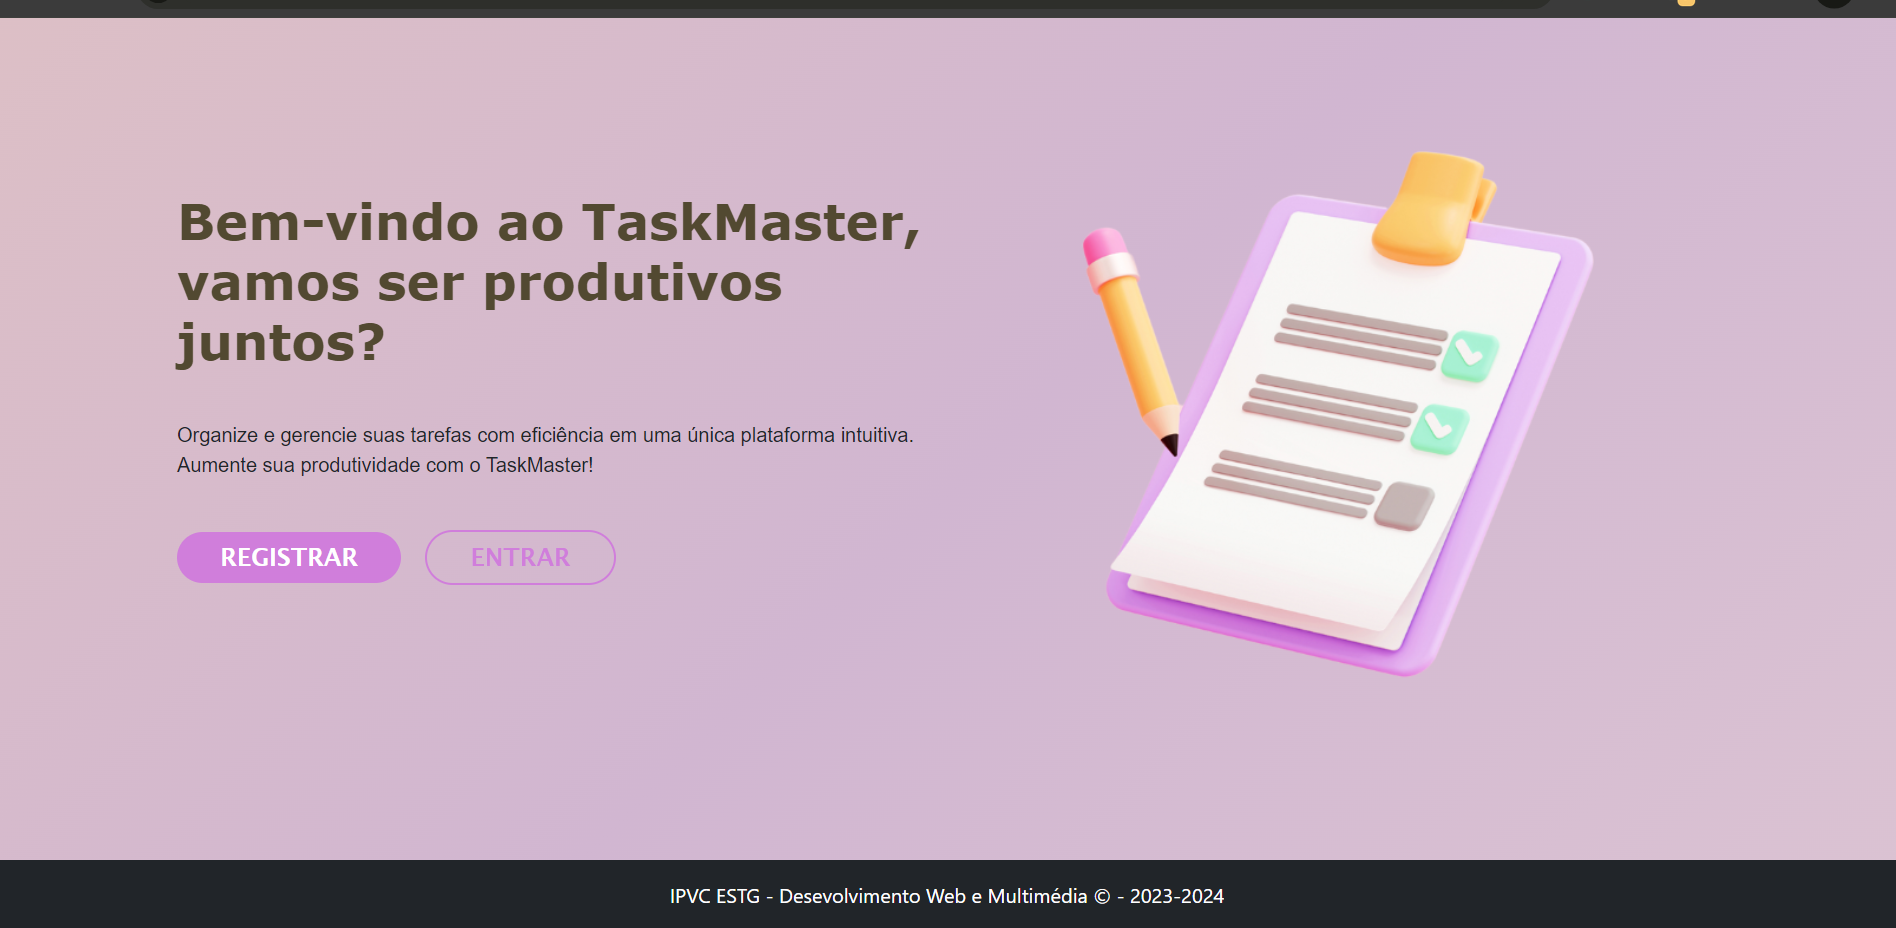 Bem-vindo ao TaskMaster,
vamos ser produtivos
juntos?
Organize e gerencie suas tarefas com eficiência em uma única plataforma intuitiva.
Aumente sua produtividade com o TaskMaster!
REGISTRAR
ENTRAR
IPVC ESTG - Desevolvimento Web e Multimédia © - 2023-2024